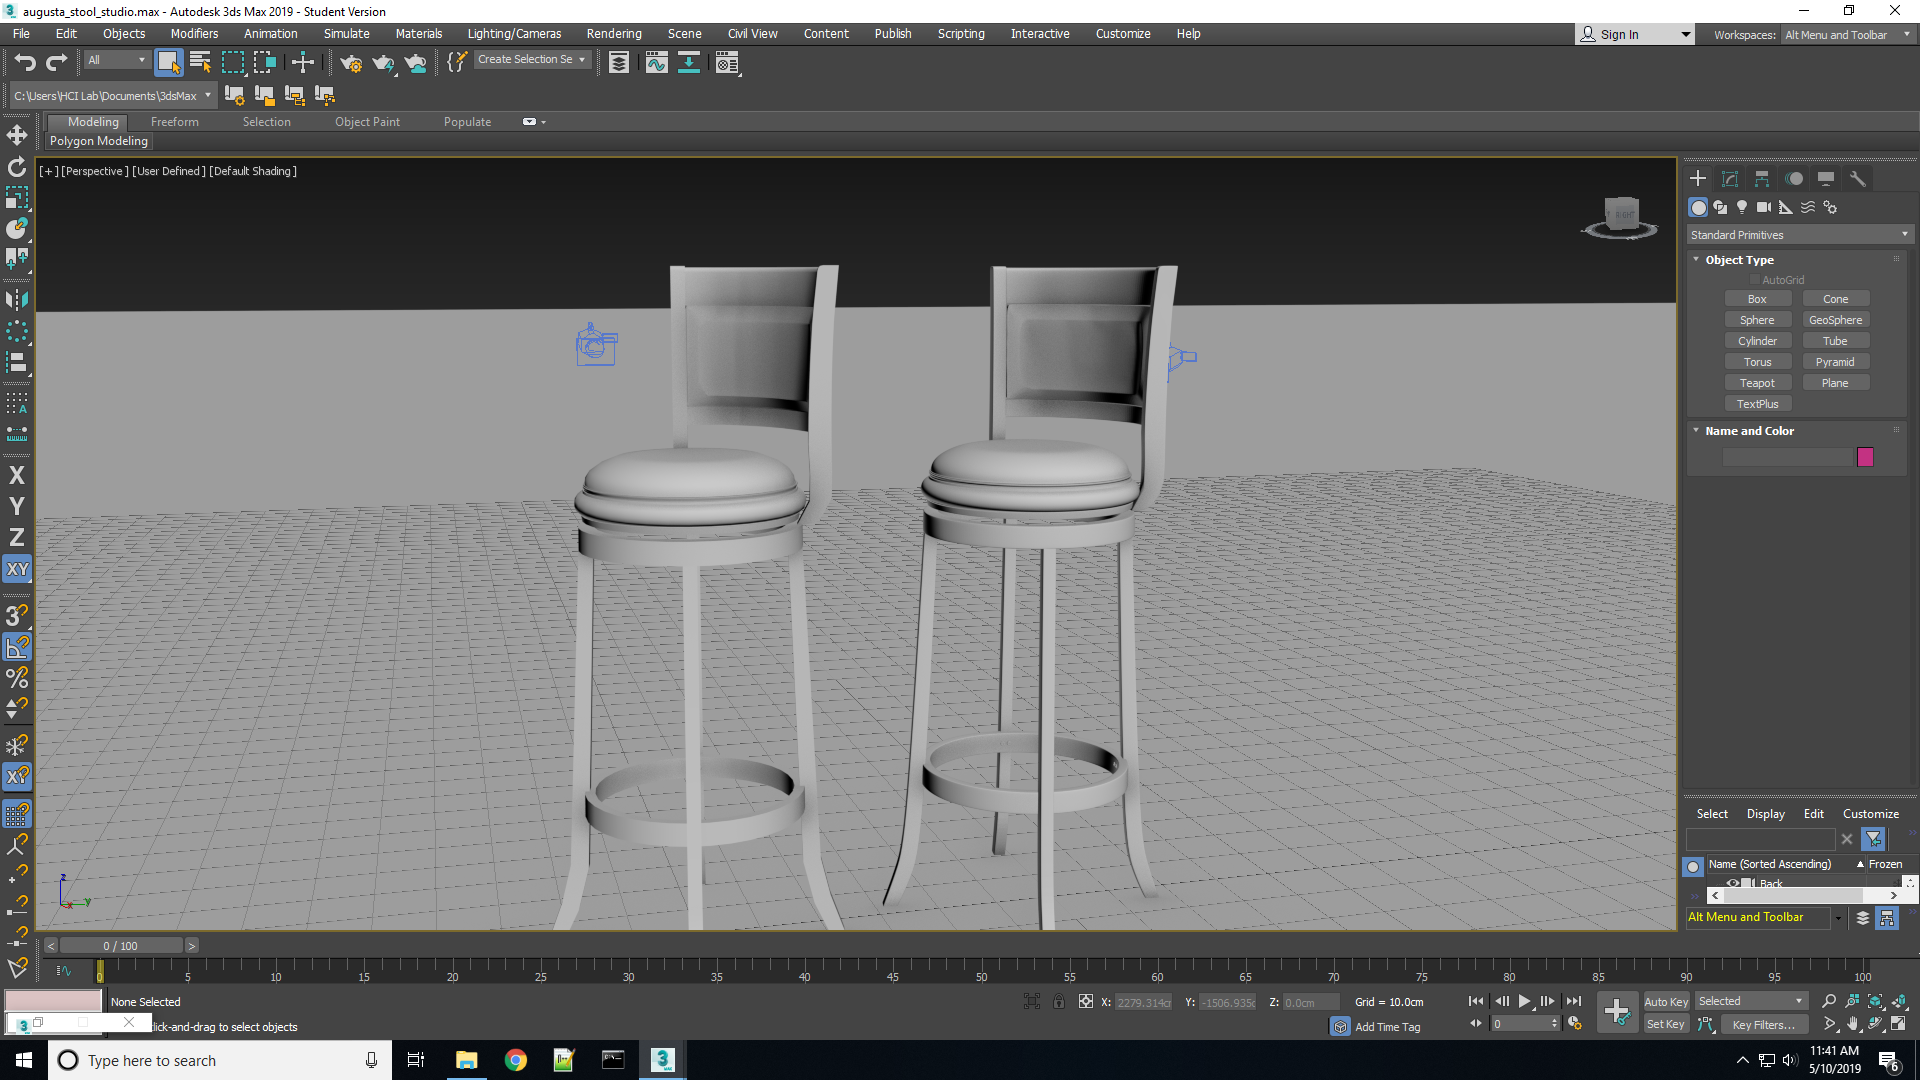 augusta_stool_studio.max - Autodesk 3ds Max 2019 - Student Version
File Edit Objects Modifiers Animation Simulate Materials Lighting/Cameras Rendering Scene Civil View Content Publish Scripting Interactive Customize Help
Sign In
Workspaces: Alt Menu and Toolbar
All
Create Selection Se
C:\Users\HCI Lab\Documents\3dsMax
Modeling Freeform Selection Object Paint Populate
Polygon Modeling
[+] [Perspective ] [User Defined ] [Default Shading ]
RIGHT
Standard Primitives
Object Type
AutoGrid
Box Cone
Sphere GeoSphere
Cylinder Tube
Torus Pyramid
Teapot Plane
TextPlus
Name and Color
X
Y
Z
XY
3
XY
z
x y
Select Display Edit Customize
Name (Sorted Ascending) Frozen
Back
Alt Menu and Toolbar
< 0 / 100 >
0 5 10 15 20 25 30 35 40 45 50 55 60 65 70 75 80 85 90 95 100
None Selected
X: 2279.314c Y: -1506.935c Z: 0.0cm Grid = 10.0cm
Auto Key Selected
lick-and-drag to select objects
Add Time Tag
0
Set Key Key Filters...
Type here to search
11:41 AM
5/10/2019
6